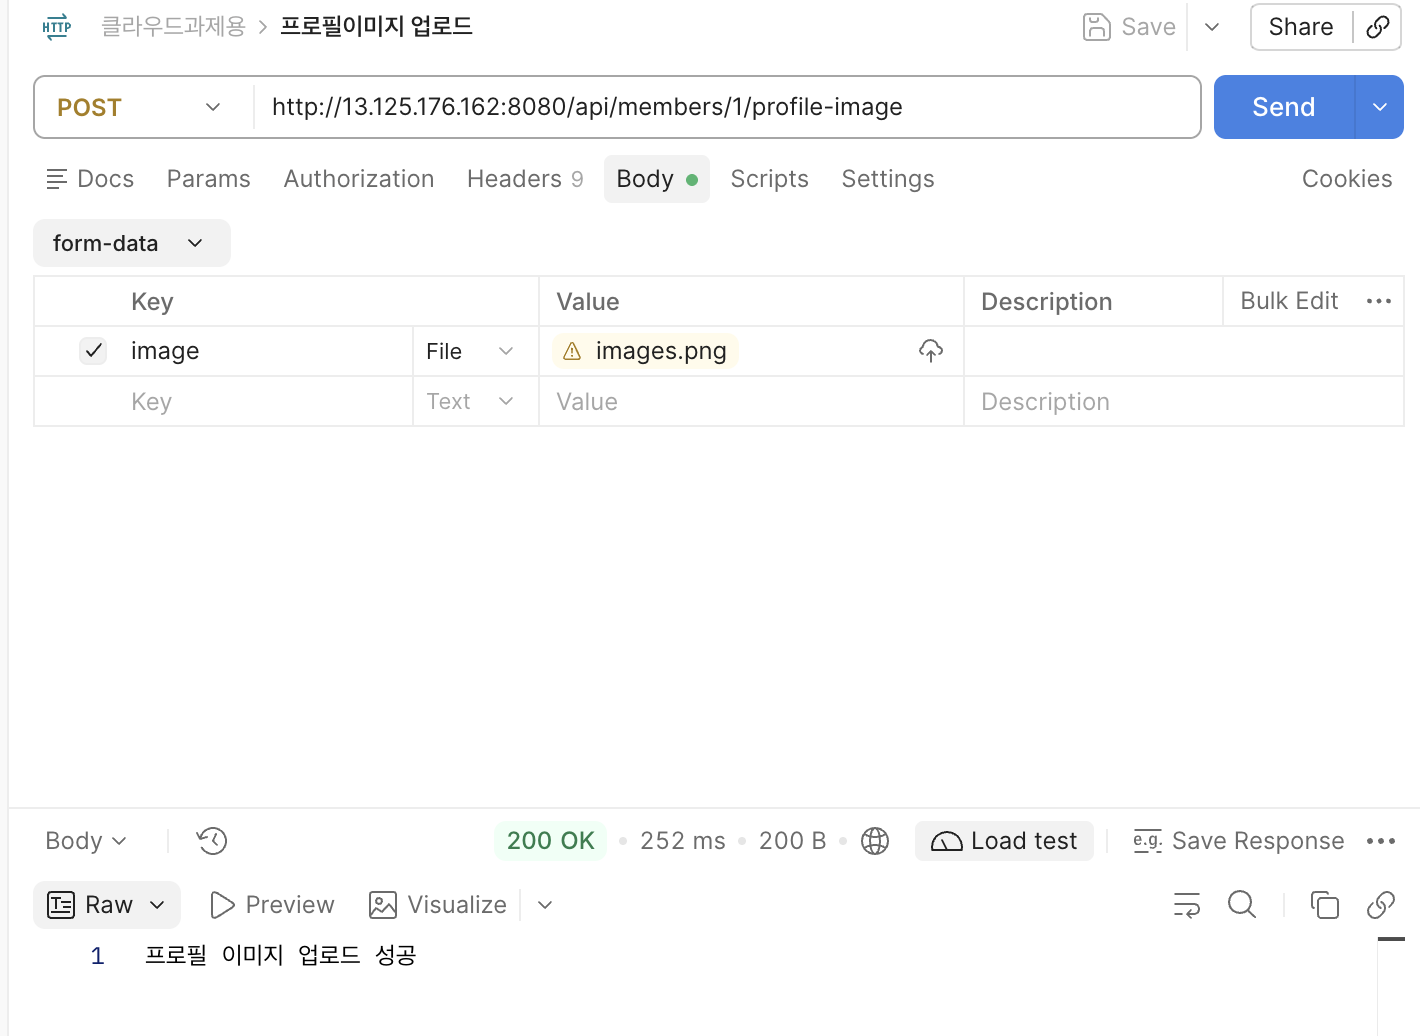 HTTP 클라우드과제용 > 프로필이미지 업로드 Save Share
POST http://13.125.176.162:8080/api/members/1/profile-image Send
Docs Params Authorization Headers 9 Body Scripts Settings Cookies
form-data
Key Value Description Bulk Edit
image File images.png
Key Text Value Description
Body 200 OK 252 ms 200 B Load test e.g. Save Response
Raw Preview Visualize
1 프로필 이미지 업로드 성공